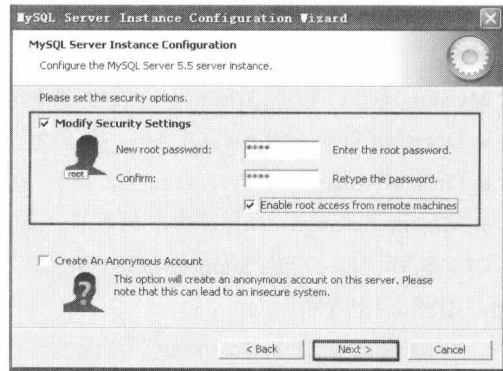 MySQL Server Instance Configuration Wizard
MySQL Server Instance Configuration
Configure the MySQL Server 5.5 server instance.
Please set the security options.
Modify Security Settings
root
New root password: **** Enter the root password.
Confirm: **** Retype the password.
Enable root access from remote machines
Create An Anonymous Account
This option will create an anonymous account on this server. Please
note that this can lead to an insecure system.
< Back Next > Cancel